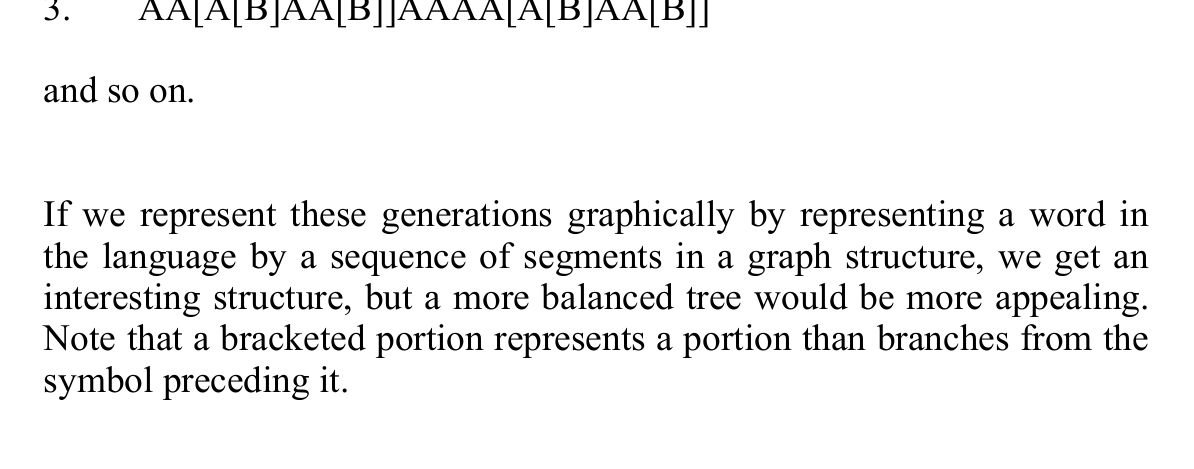 3. AA[A[B]AA[B]]AAAA[A[B]AA[B]]
and so on.
If we represent these generations graphically by representing a word in
the language by a sequence of segments in a graph structure, we get an
interesting structure, but a more balanced tree would be more appealing.
Note that a bracketed portion represents a portion than branches from the
symbol preceding it.